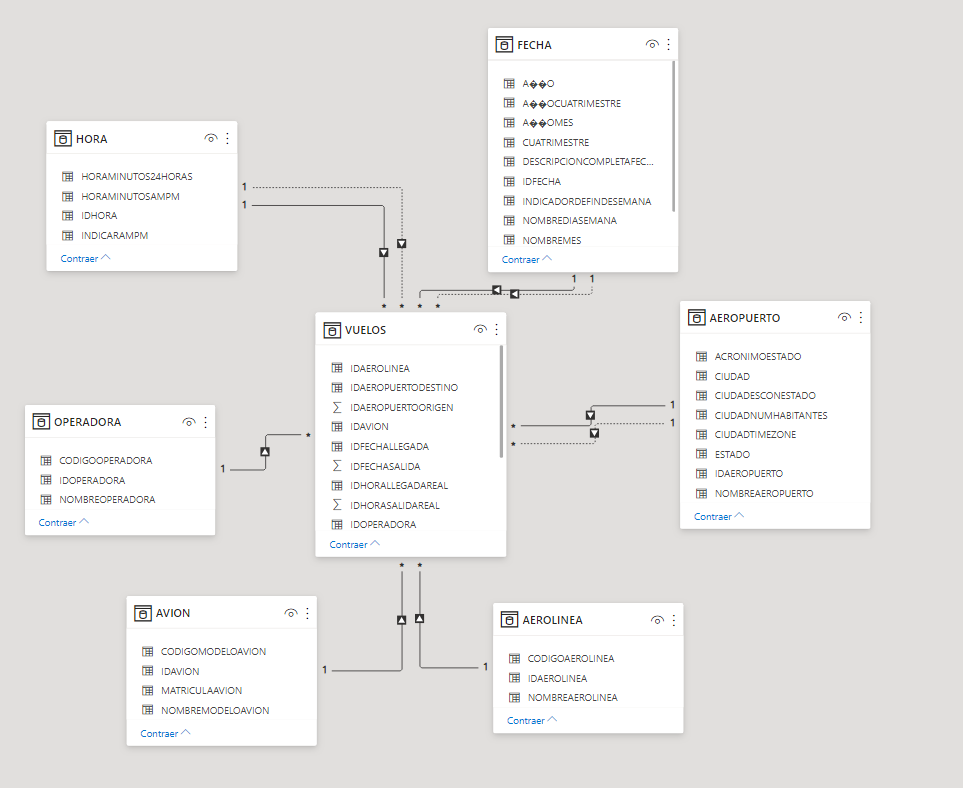 FECHA
A��O
A��OCUATRIMESTRE
A��OMES
CUATRIMESTRE
DESCRIPCIONCOMPLETAFEC...
IDFECHA
INDICADORDEFINDESEMANA
NOMBREDIASEMANA
NOMBREMES
Contraer
1 1
HORA
HORAMINUTOS24HORAS
HORAMINUTOSAMPM
IDHORA
INDICARAMPM
Contraer
1
1
* * * *
VUELOS
IDAEROLINEA
IDAEROPUERTODESTINO
IDAEROPUERTOORIGEN
IDAVION
IDFECHALLEGADA
IDFECHASALIDA
IDHORALLEGADAREAL
IDHORASALIDAREAL
IDOPERADORA
Contraer
* *
AEROPUERTO
ACRONIMOESTADO
CIUDAD
CIUDADESCONESTADO
CIUDADNUMHABITANTES
CIUDADTIMEZONE
ESTADO
IDAEROPUERTO
NOMBREAEROPUERTO
Contraer
* 1
* 1
OPERADORA
CODIGOOPERADORA
IDOPERADORA
NOMBREOPERADORA
Contraer
1 *
AVION
CODIGOMODELOAVION
IDAVION
MATRICULAAVION
NOMBREMODELOAVION
Contraer
1
AEROLINEA
CODIGOAEROLINEA
IDAEROLINEA
NOMBREAEROLINEA
Contraer
1